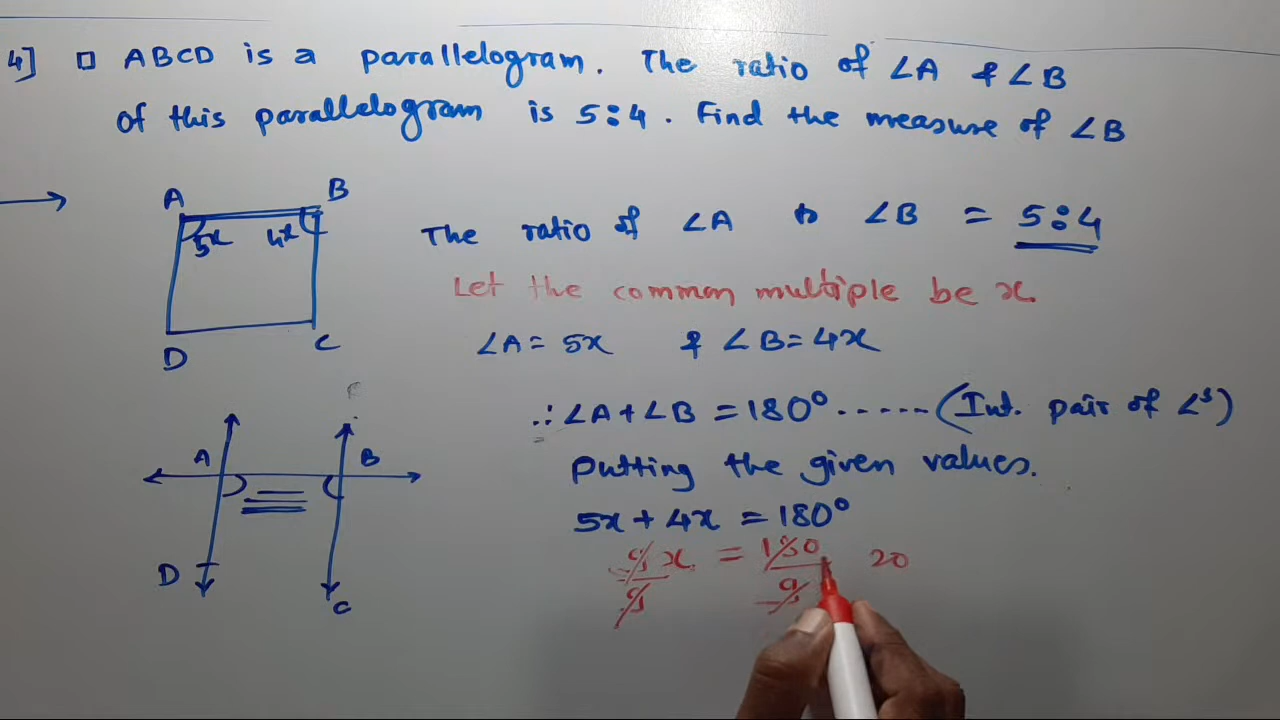 4] □ ABCD is a parallelogram. The ratio of ∠A & ∠B
of this parallelogram is 5:4. Find the measure of ∠B
A B
5x 4x
D C
The ratio of ∠A to ∠B = 5:4
Let the common multiple be x.
∠A = 5x & ∠B = 4x
∴ ∠A + ∠B = 180° ...... (Int. pair of ∠s)
Putting the given values.
5x + 4x = 180°
9x/9 = 180/9 20
A B
D C